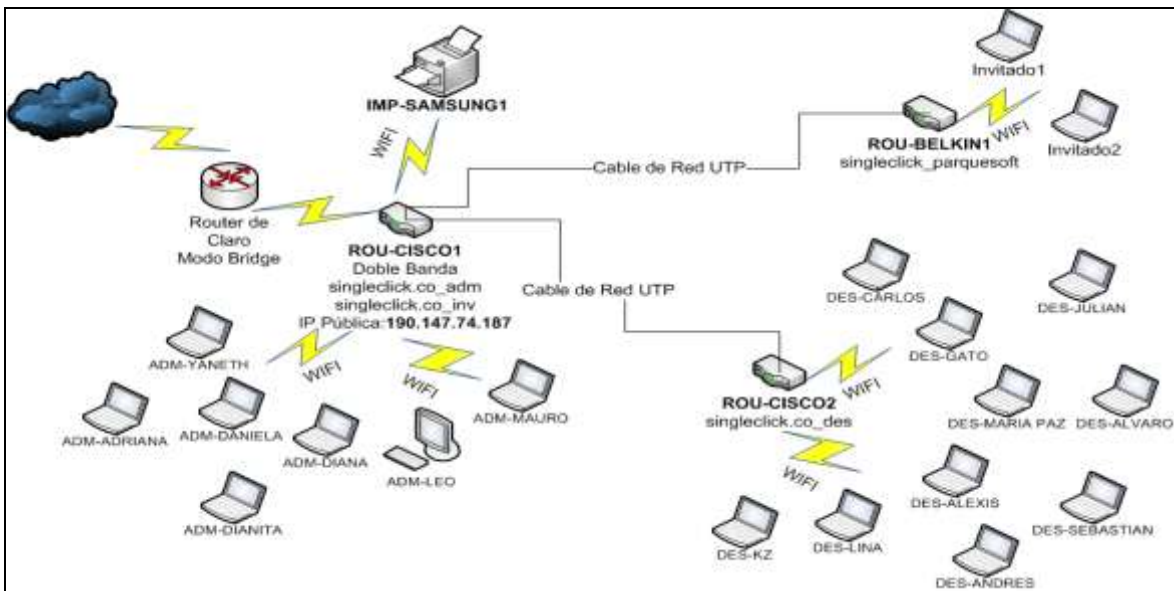 IMP-SAMSUNG1
WIFI
Invitado1
WIFI
Invitado2
ROU-BELKIN1
singleclick_parquesoft
Cable de Red UTP
Router de
Claro
Modo Bridge
ROU-CISCO1
Doble Banda
singleclick.co_adm
singleclick.co_inv
IP Pública:190.147.74.187
Cable de Red UTP
DES-CARLOS
DES-JULIAN
DES-GATO
WIFI
ROU-CISCO2
singleclick.co_des
WIFI
DES-MARIA PAZ
DES-ALVARO
ADM-YANETH
WIFI
WIFI
ADM-MAURO
ADM-ADRIANA
ADM-DANIELA
ADM-DIANA
ADM-LEO
ADM-DIANITA
DES-ALEXIS
DES-SEBASTIAN
DES-KZ
DES-LINA
DES-ANDRES